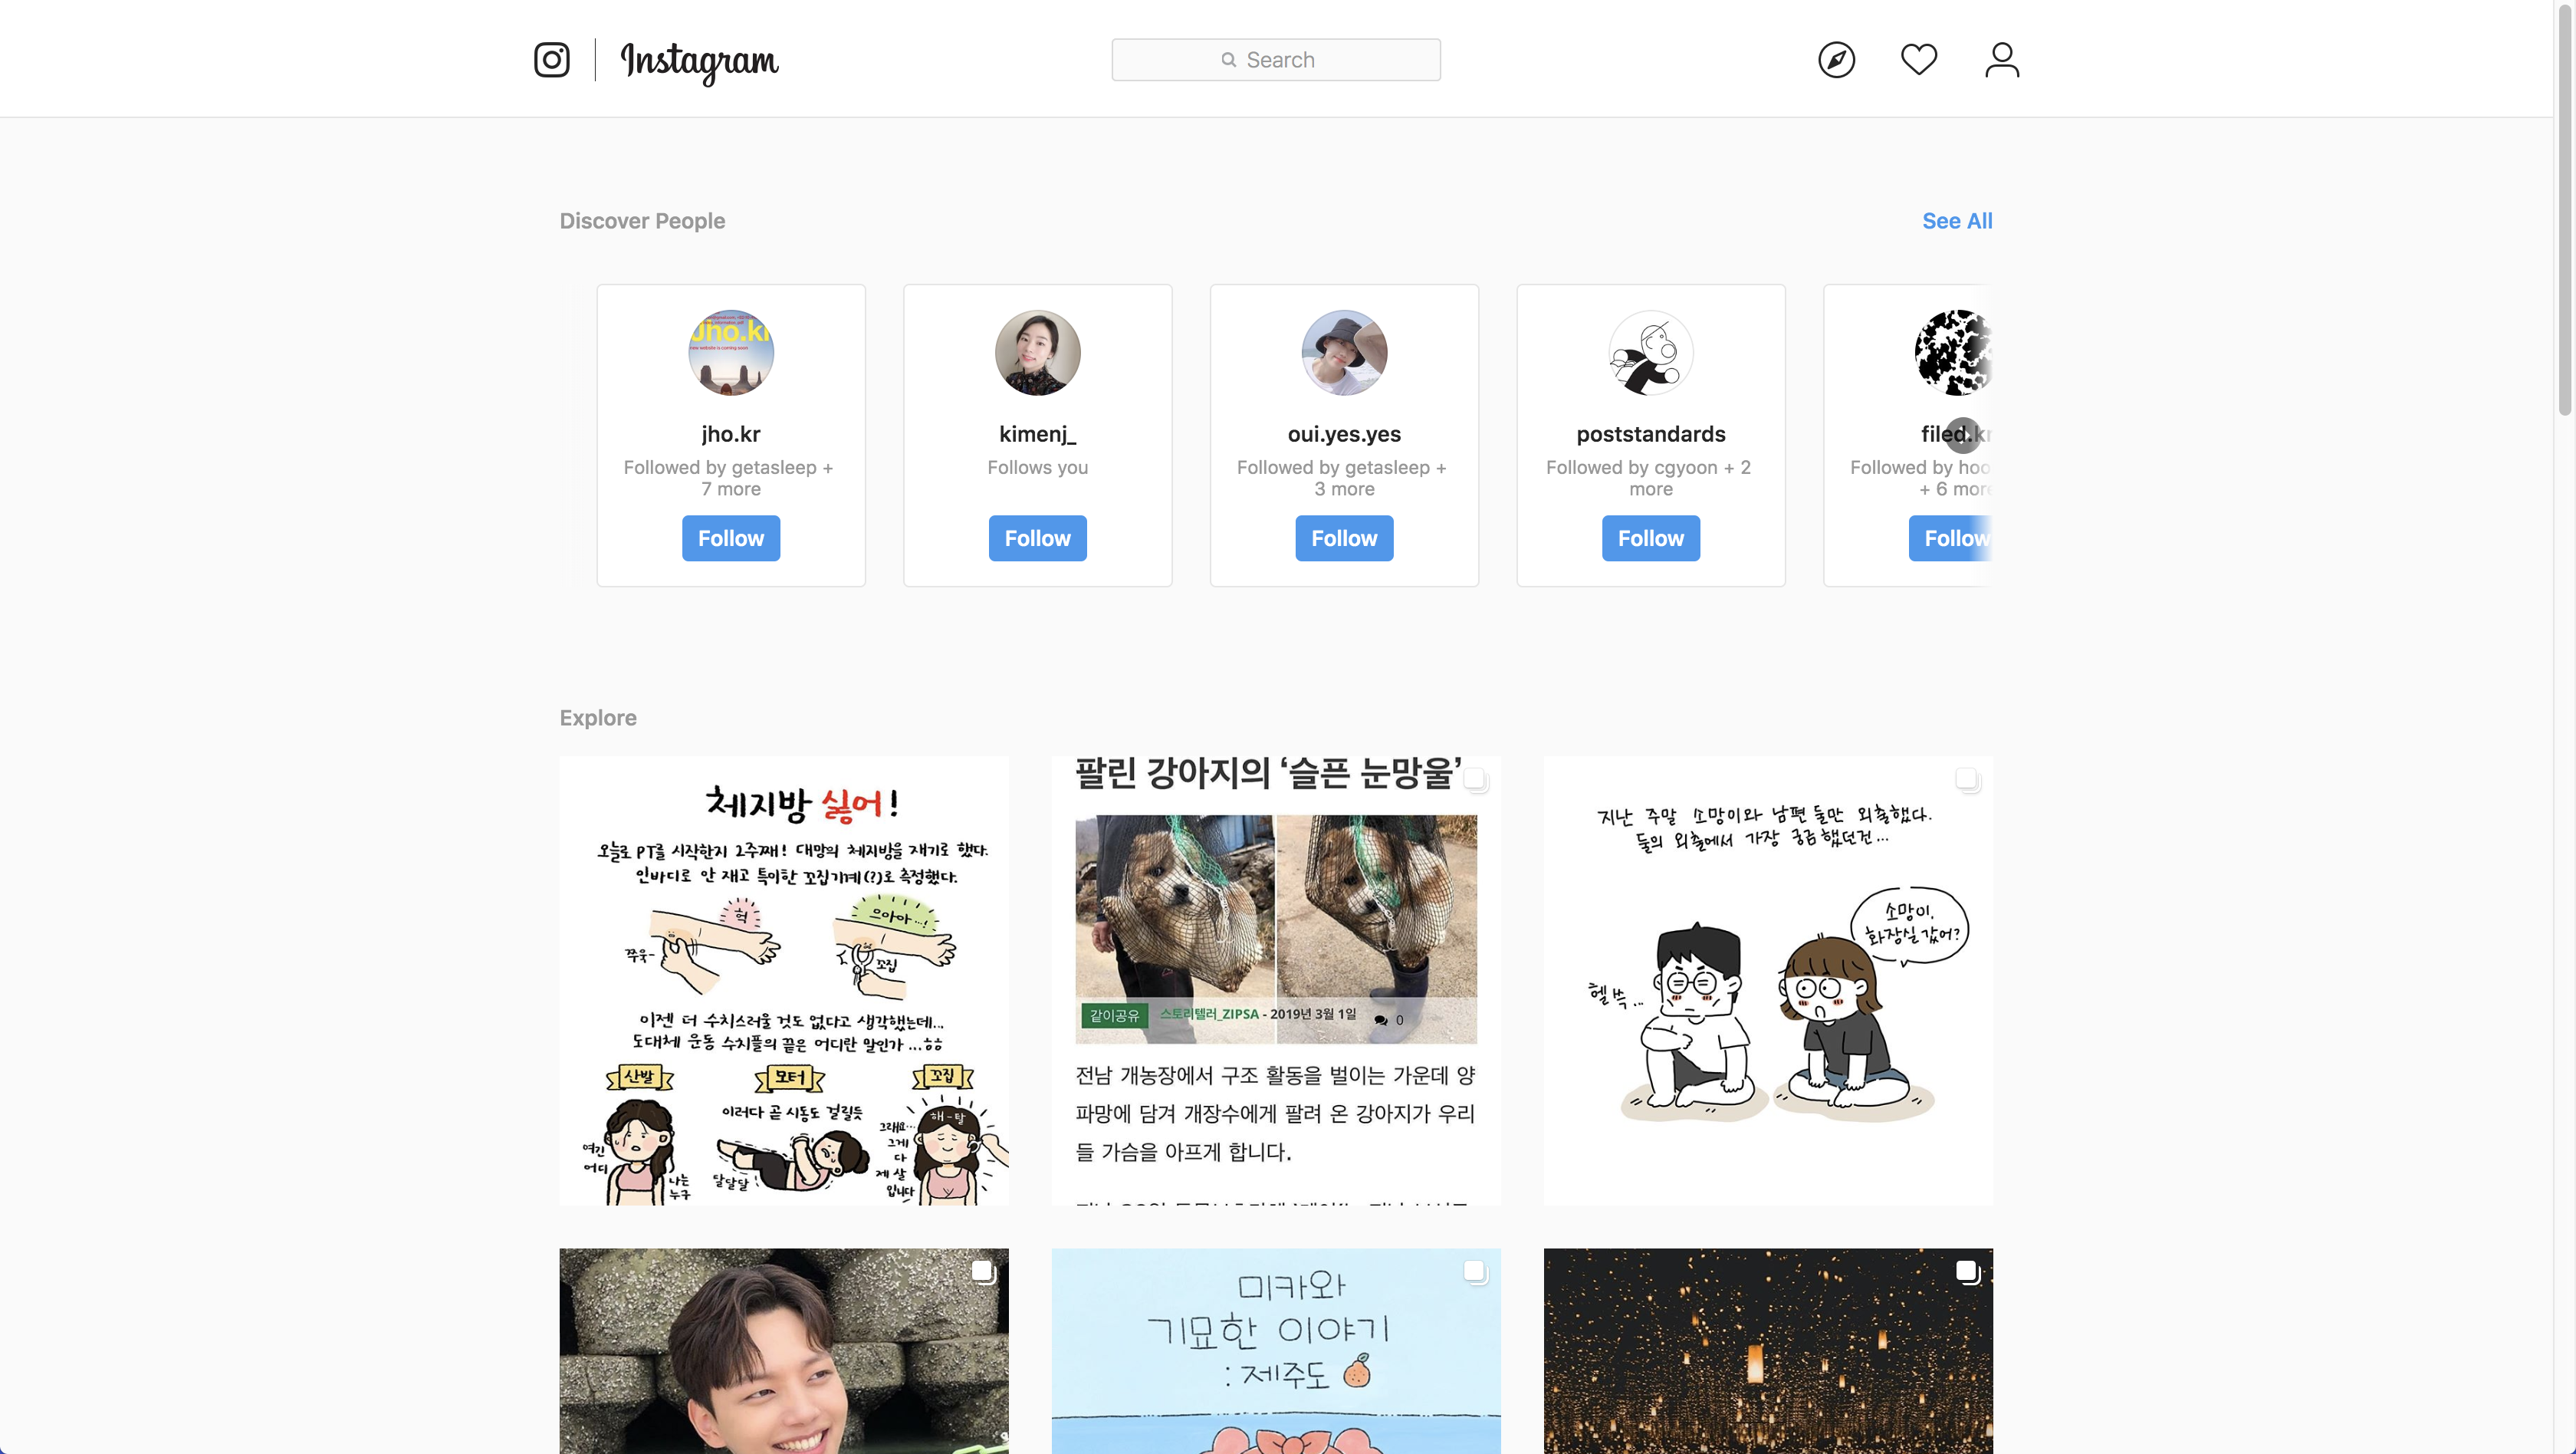 Instagram
Search
Discover People
See All
jho.kr
new website is coming soon
jho.kr
Followed by getasleep +
7 more
Follow
kimenj_
Follows you
Follow
oui.yes.yes
Followed by getasleep +
3 more
Follow
poststandards
Followed by cgyoon + 2
more
Follow
filed.kr
Followed by hoo
+ 6 more
Follow
Explore
체지방 싫어!
오늘로 PT를 시작한지 2주째! 대망의 체지방을 재기로 했다.
인바디로 안 재고 특이한 꼬집기계(?)로 측정했다.
헉
으아아...!
쭈욱-
꼬집
이젠 더 수치스러울 것도 없다고 생각했는데...
도대체 운동 수치플의 끝은 어디란 말인가...ㅎㅎ
산발
모터
꼬집
이러다 곧 시동도 걸릴듯
해-탈
여긴
어디
나는
누구
달달달
그래요...
그게
다
제 살
입니다
팔린 강아지의 ‘슬픈 눈망울’
같이공유
스토리텔러_ZIPSA - 2019년 3월 1일
0
전남 개농장에서 구조 활동을 벌이는 가운데 양
파망에 담겨 개장수에게 팔려 온 강아지가 우리
들 가슴을 아프게 합니다.
지난 주말 소망이와 남편 둘만 외출했다.
둘의 외출에서 가장 궁금했던건...
소망이,
화장실 갔어?
헬쑥...
미카와
기묘한 이야기
: 제주도